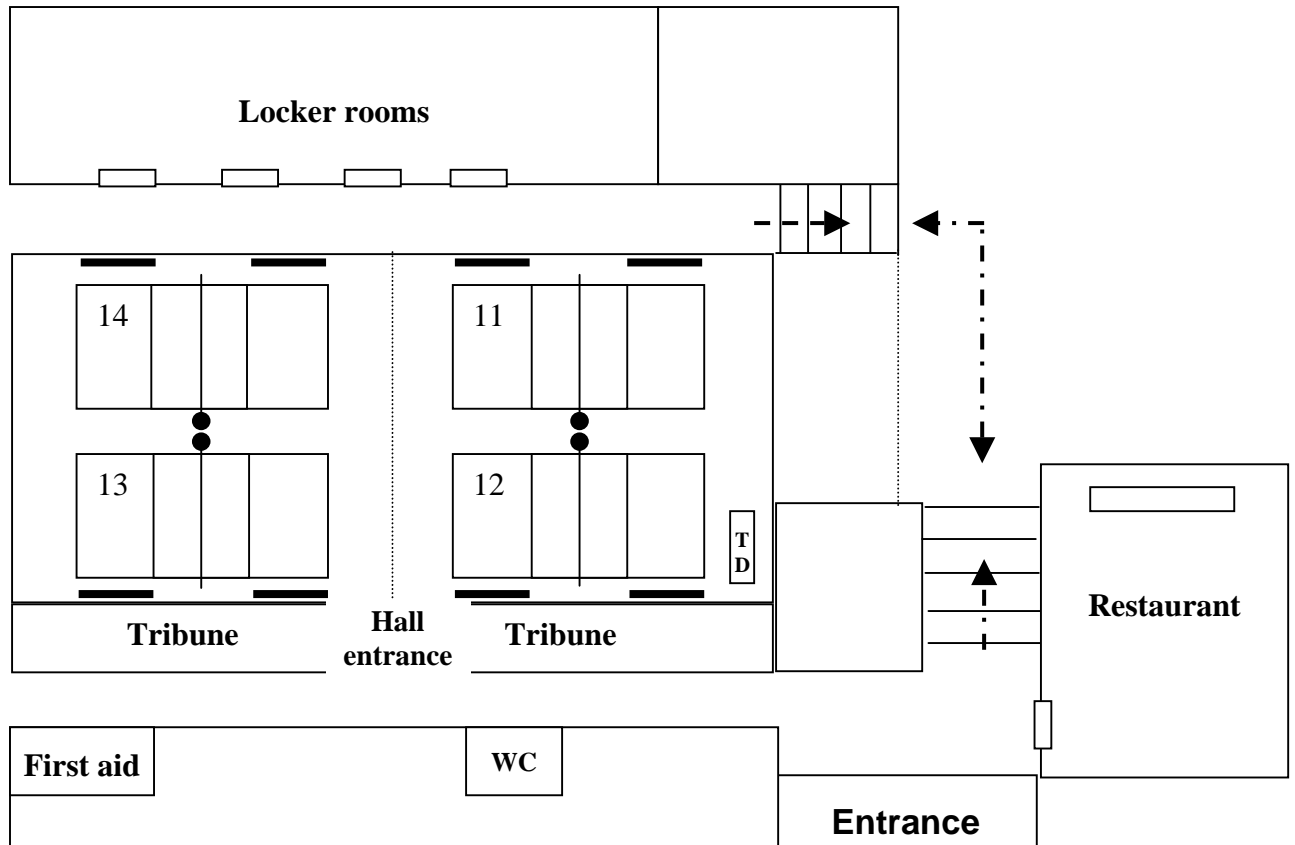 Locker rooms
14
11
13
12
T
D
Restaurant
Tribune
Hall
entrance
Tribune
First aid
WC
Entrance